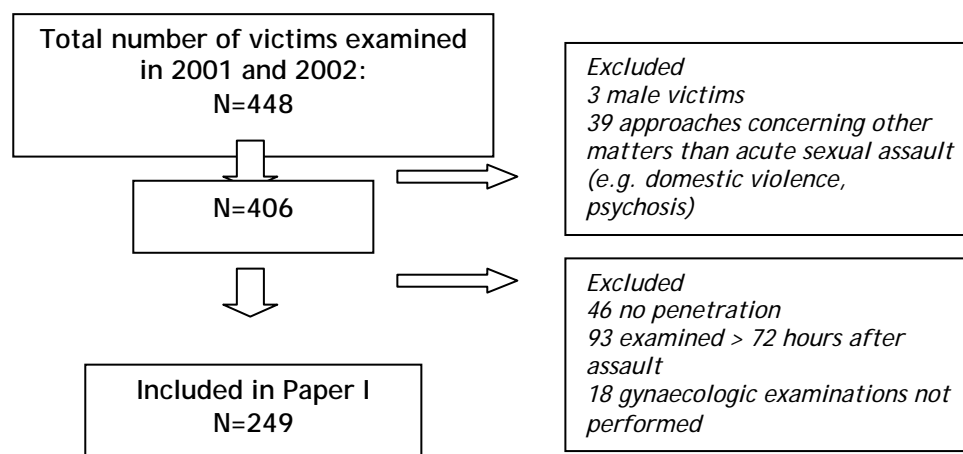 Total number of victims examined
in 2001 and 2002:
N=448
Excluded
3 male victims
39 approaches concerning other
matters than acute sexual assault
(e.g. domestic violence,
psychosis)
N=406
Excluded
46 no penetration
93 examined > 72 hours after
assault
18 gynaecologic examinations not
performed
Included in Paper I
N=249